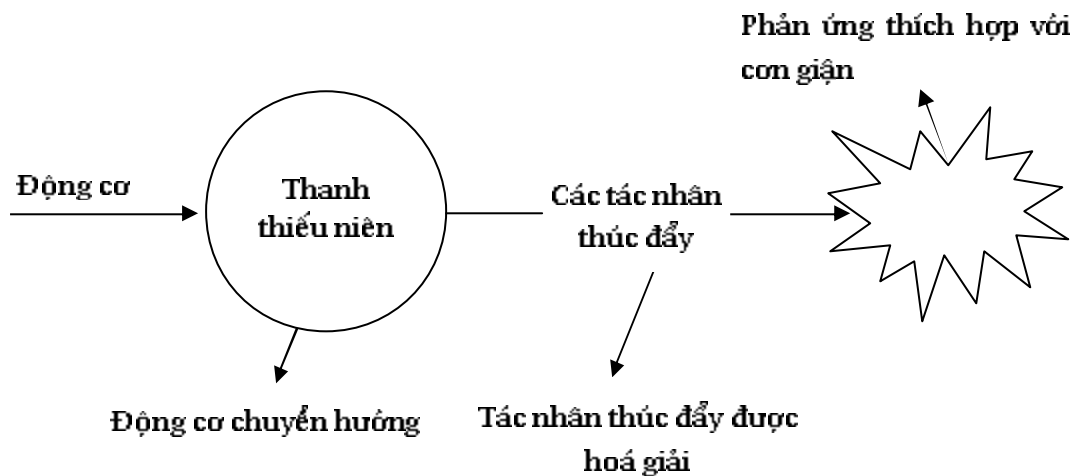 Phản ứng thích hợp với
cơn giận
Động cơ
Thanh
thiếu niên
Các tác nhân
thúc đẩy
Động cơ chuyển hướng
Tác nhân thúc đẩy được
hoá giải